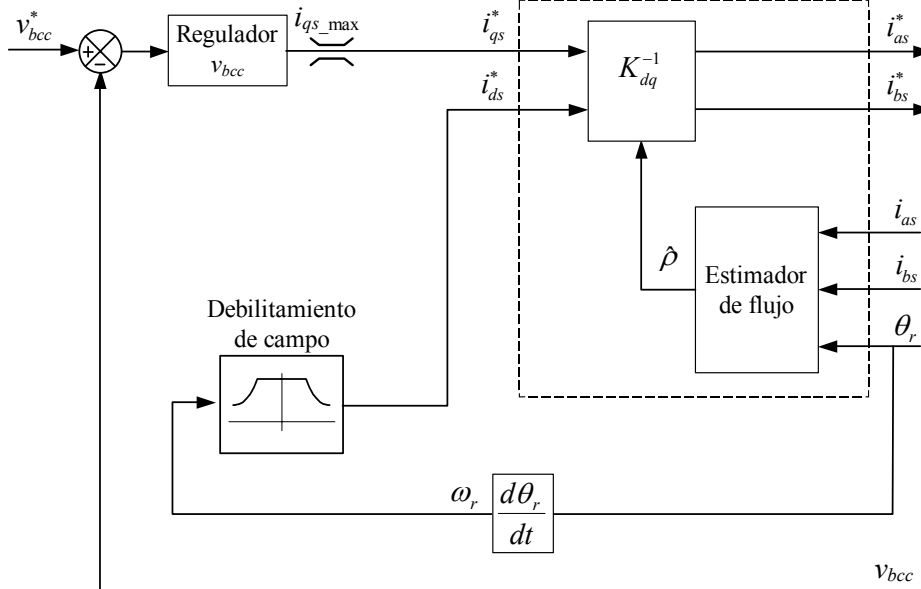 v*bcc
+
−
Regulador
vbcc
iqs_max
i*qs
i*ds
K−1dq
i*as
i*bs
ρ̂
Estimador
de flujo
ias
ibs
θr
Debilitamiento
de campo
ωr
dθr
dt
vbcc